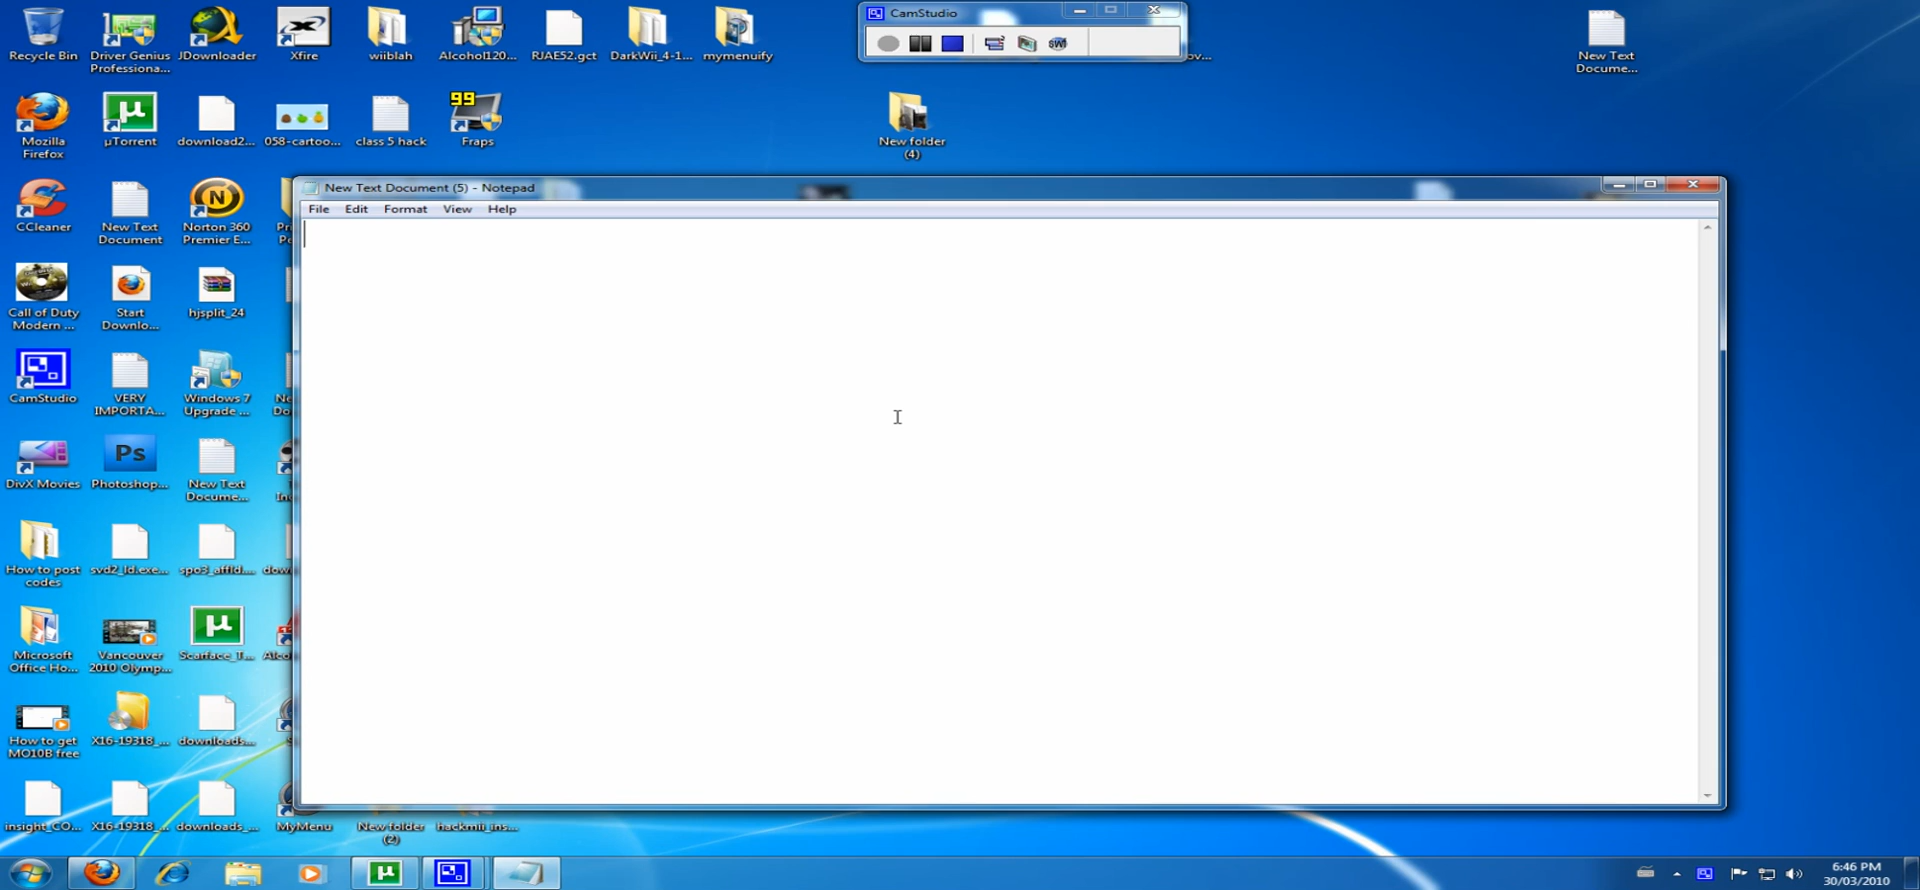 CamStudio
Recycle Bin
Driver Genius
Professiona...
JDownloader
Xfire
wiiblah
Alcohol120...
RJAE52.gct
DarkWii_4-1...
mymenuify
ov...
New Text
Docume...
Mozilla
Firefox
µTorrent
download2...
058-cartoo...
class 5 hack
99
Fraps
New folder
(4)
New Text Document (5) - Notepad
File Edit Format View Help
CCleaner
New Text
Document
Norton 360
Premier E...
Call of Duty
Modern ...
Start
Downlo...
hjsplit_24
CamStudio
VERY
IMPORTA...
Windows 7
Upgrade ...
DivX Movies
Ps
Photoshop...
New Text
Docume...
How to post
codes
svd2_ld.exe...
spo3_affid....
Microsoft
Office Ho...
Vancouver
2010 Olymp...
Scarface_T...
How to get
MO10B free
X16-19318_...
downloads...
insight_CO...
X16-19318_...
downloads_...
MyMenu
New folder
(2)
hackmii_ins...
6:46 PM
30/03/2010